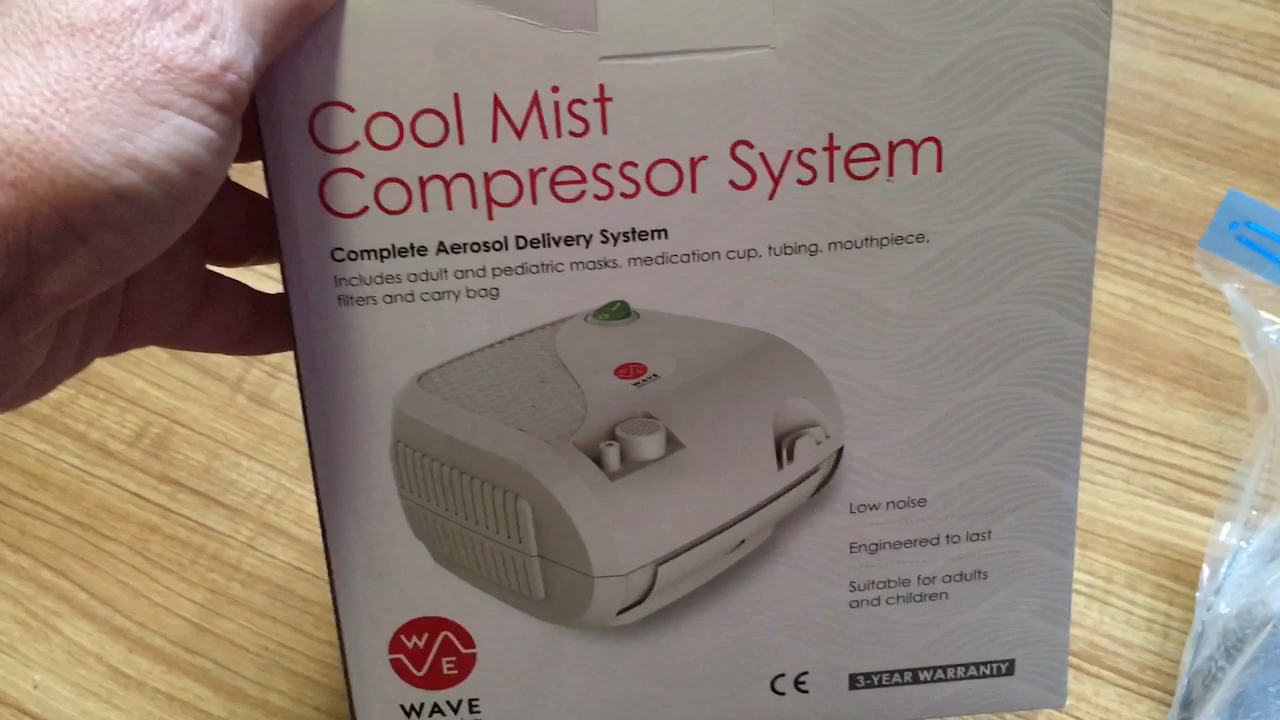 Cool Mist
Compressor System
Complete Aerosol Delivery System
Includes adult and pediatric masks, medication cup, tubing, mouthpiece,
filters and carry bag
WAVE
Low noise
Engineered to last
Suitable for adults
and children
W E
WAVE
CE
3-YEAR WARRANTY